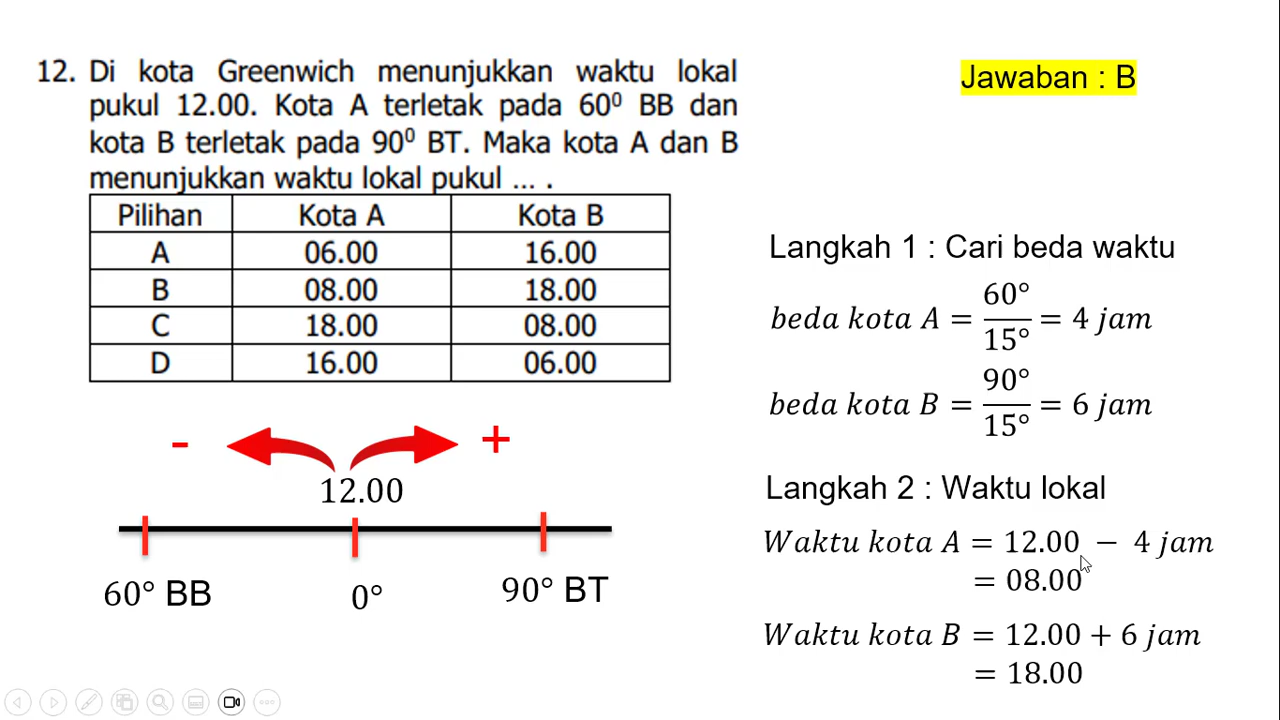 12. Di kota Greenwich menunjukkan waktu lokal
pukul 12.00. Kota A terletak pada 60⁰ BB dan
kota B terletak pada 90⁰ BT. Maka kota A dan B
menunjukkan waktu lokal pukul ... .
Pilihan Kota A Kota B
A 06.00 16.00
B 08.00 18.00
C 18.00 08.00
D 16.00 06.00
- +
12.00
60° BB 0° 90° BT
Jawaban : B
Langkah 1 : Cari beda waktu
beda kota A = 60°/15° = 4 jam
beda kota B = 90°/15° = 6 jam
Langkah 2 : Waktu lokal
Waktu kota A = 12.00 − 4 jam
= 08.00
Waktu kota B = 12.00 + 6 jam
= 18.00